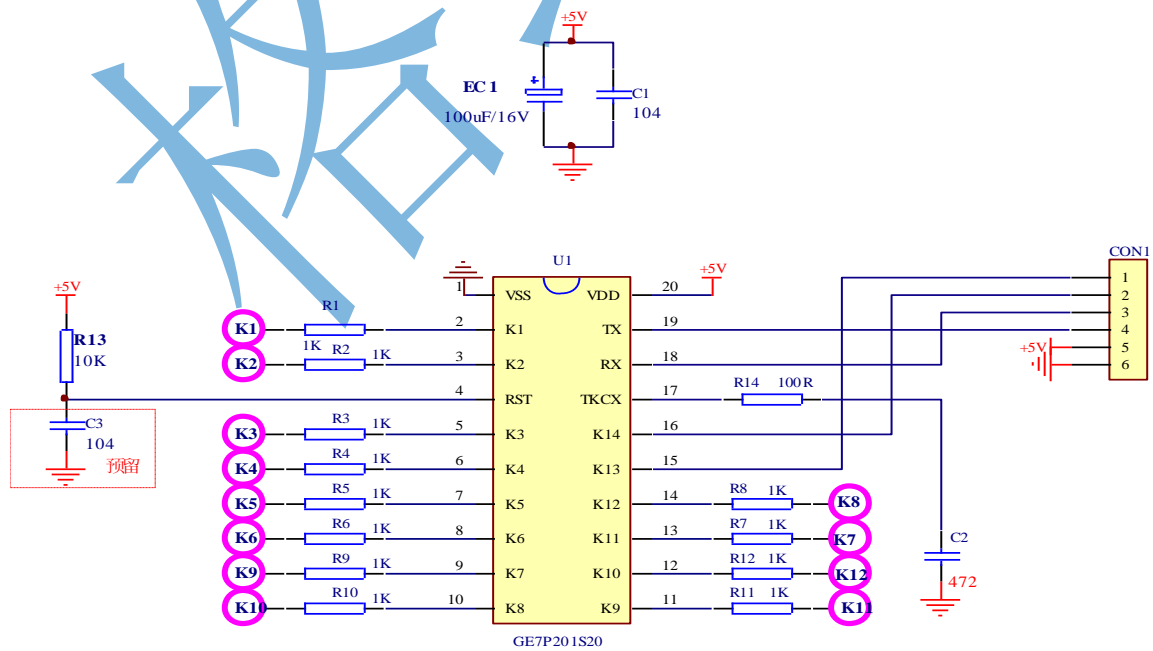 +5V
EC1
100uF/16V
C1
104
+5V
R13
10K
C3
104
预留
U1
1 VSS VDD 20 +5V
K1 R1 1K 2 K1 TX 19
K2 R2 1K 3 K2 RX 18
4 RST TKCX 17 R14 100R
K3 R3 1K 5 K3 K14 16
K4 R4 1K 6 K4 K13 15
K5 R5 1K 7 K5 K12 14 R8 1K K8
K6 R6 1K 8 K6 K11 13 R7 1K K7
K9 R9 1K 9 K7 K10 12 R12 1K K12
K10 R10 1K 10 K8 K9 11 R11 1K K11
GE7P201S20
C2
472
CON1
1
2
3
4
+5V 5
6